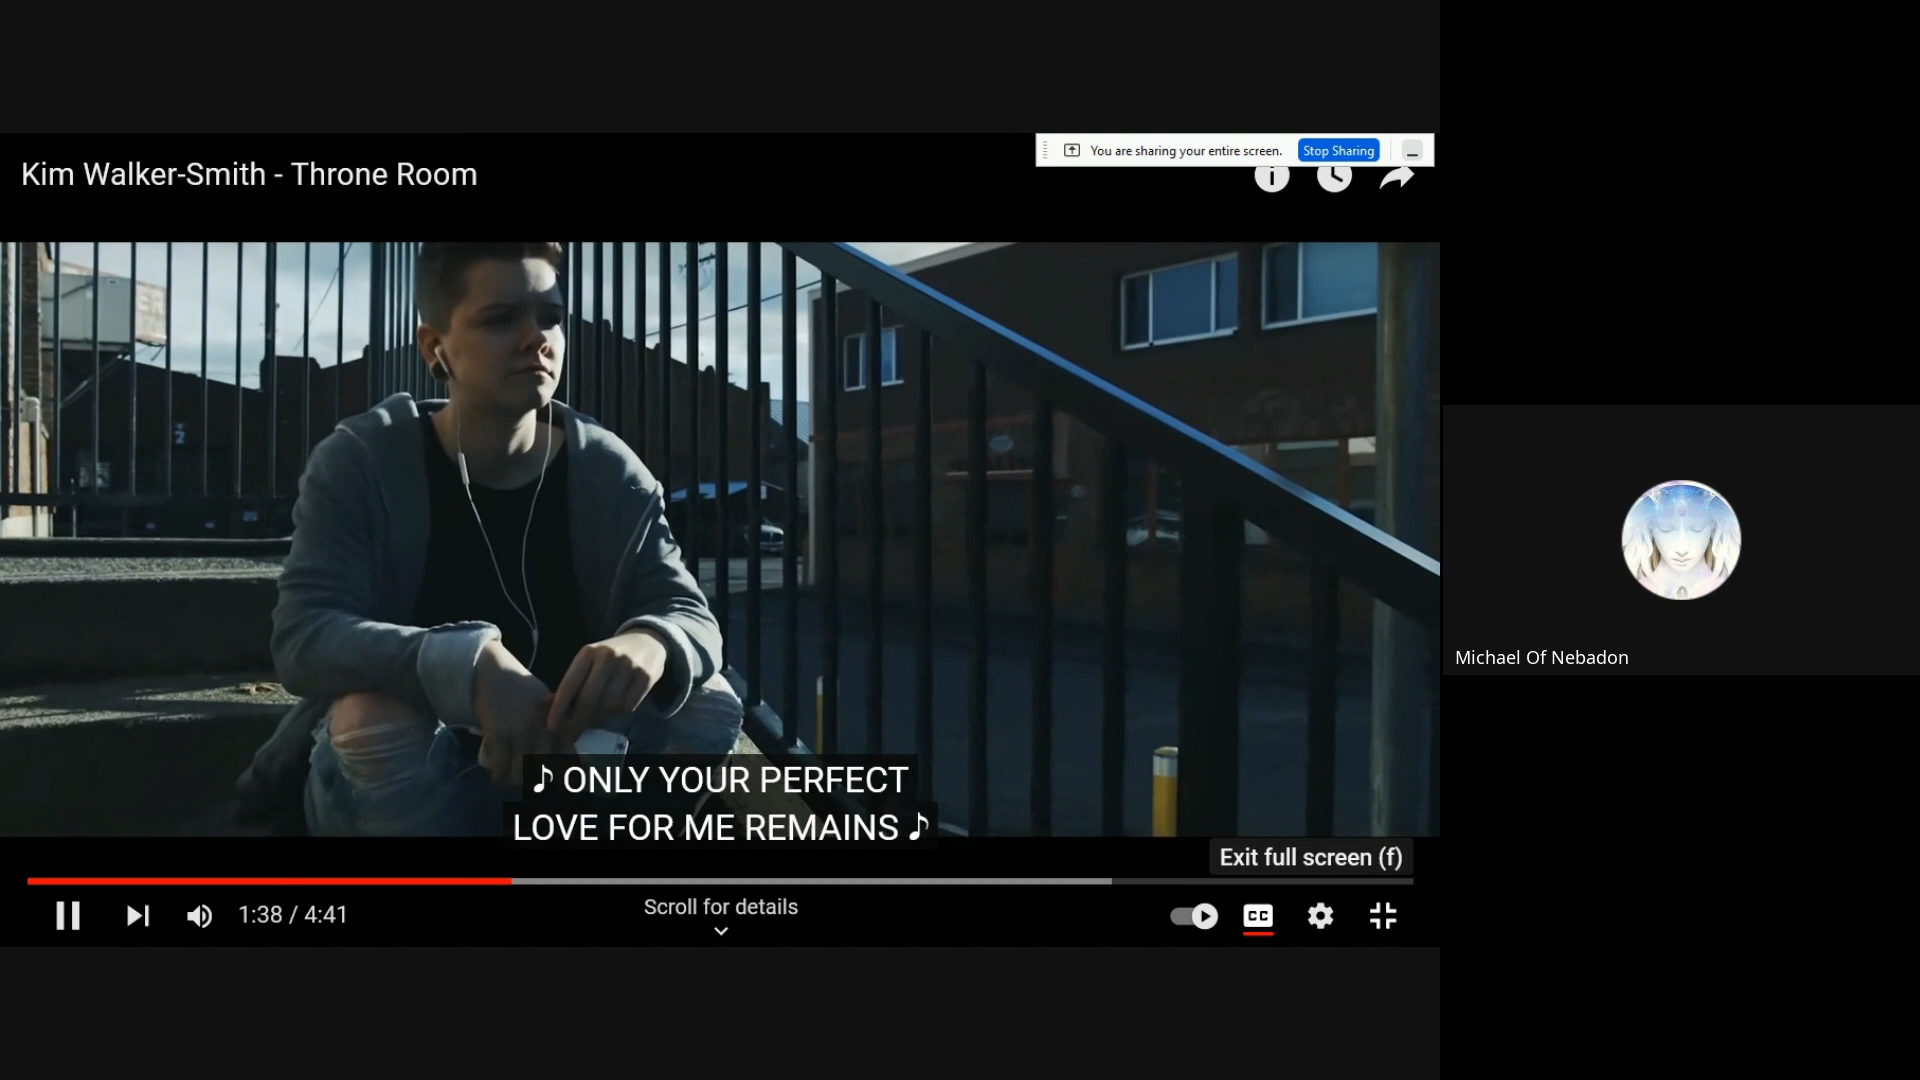 You are sharing your entire screen. Stop Sharing
Kim Walker-Smith - Throne Room
♪ ONLY YOUR PERFECT
LOVE FOR ME REMAINS ♪
Exit full screen (f)
1:38 / 4:41
Scroll for details
CC
Michael Of Nebadon